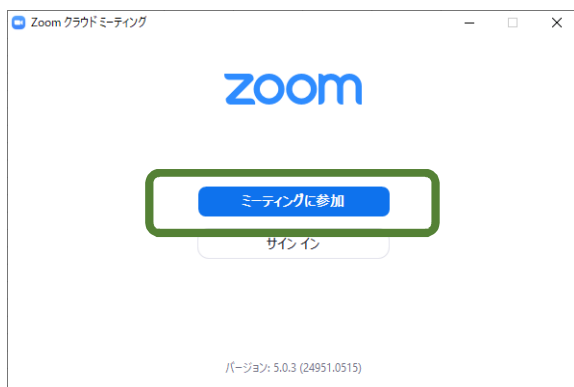 Zoom クラウド ミーティング
zoom
ミーティングに参加
サイン イン
バージョン: 5.0.3 (24951.0515)